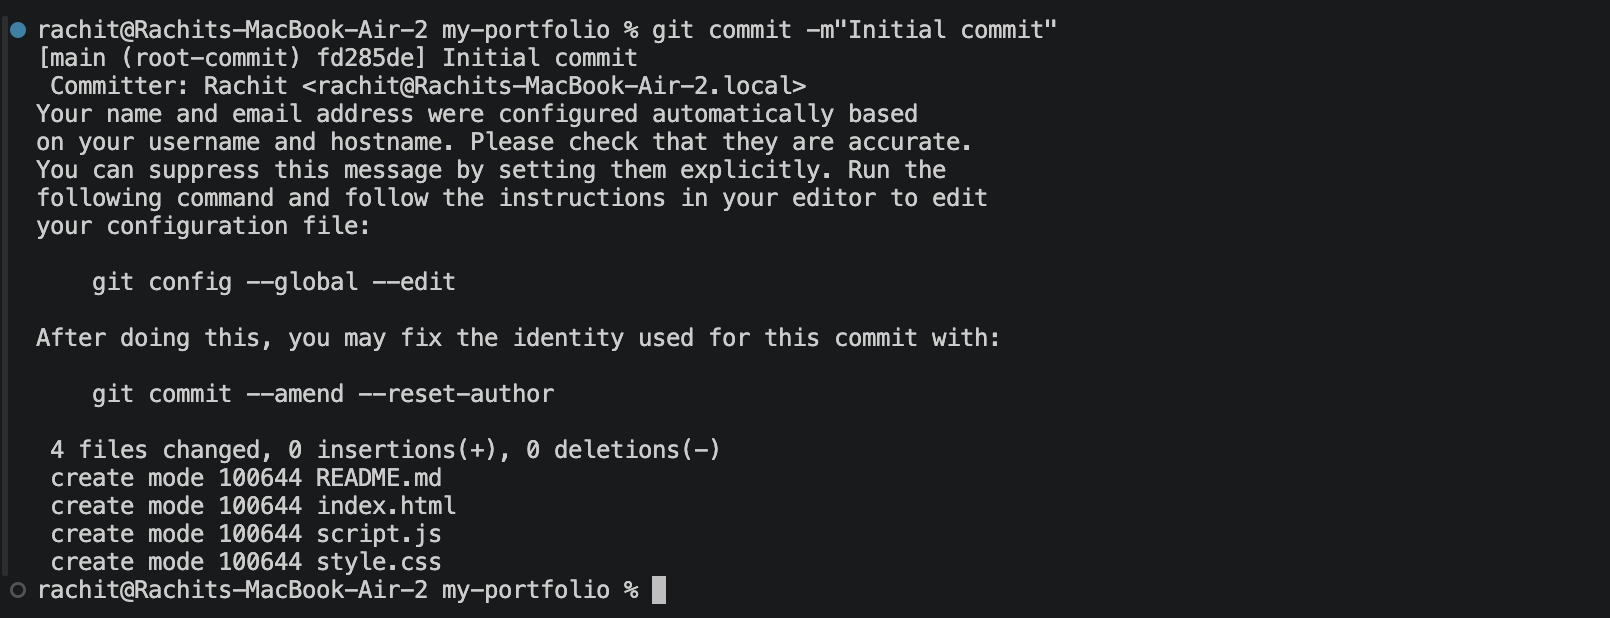 rachit@Rachits-MacBook-Air-2 my-portfolio % git commit -m"Initial commit"
[main (root-commit) fd285de] Initial commit
 Committer: Rachit <rachit@Rachits-MacBook-Air-2.local>
Your name and email address were configured automatically based
on your username and hostname. Please check that they are accurate.
You can suppress this message by setting them explicitly. Run the
following command and follow the instructions in your editor to edit
your configuration file:

    git config --global --edit

After doing this, you may fix the identity used for this commit with:

    git commit --amend --reset-author

 4 files changed, 0 insertions(+), 0 deletions(-)
 create mode 100644 README.md
 create mode 100644 index.html
 create mode 100644 script.js
 create mode 100644 style.css
rachit@Rachits-MacBook-Air-2 my-portfolio %